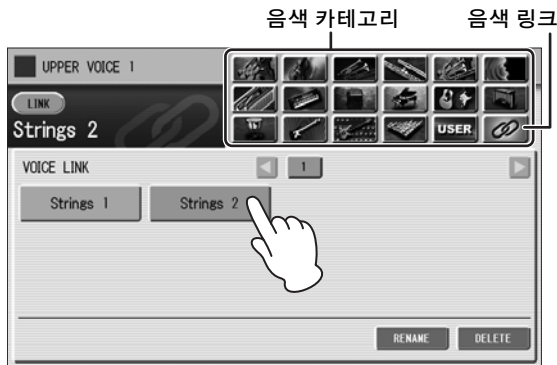 음색 카테고리 음색 링크
UPPER VOICE 1
LINK
Strings 2
USER
VOICE LINK 1
Strings 1 Strings 2
RENAME DELETE